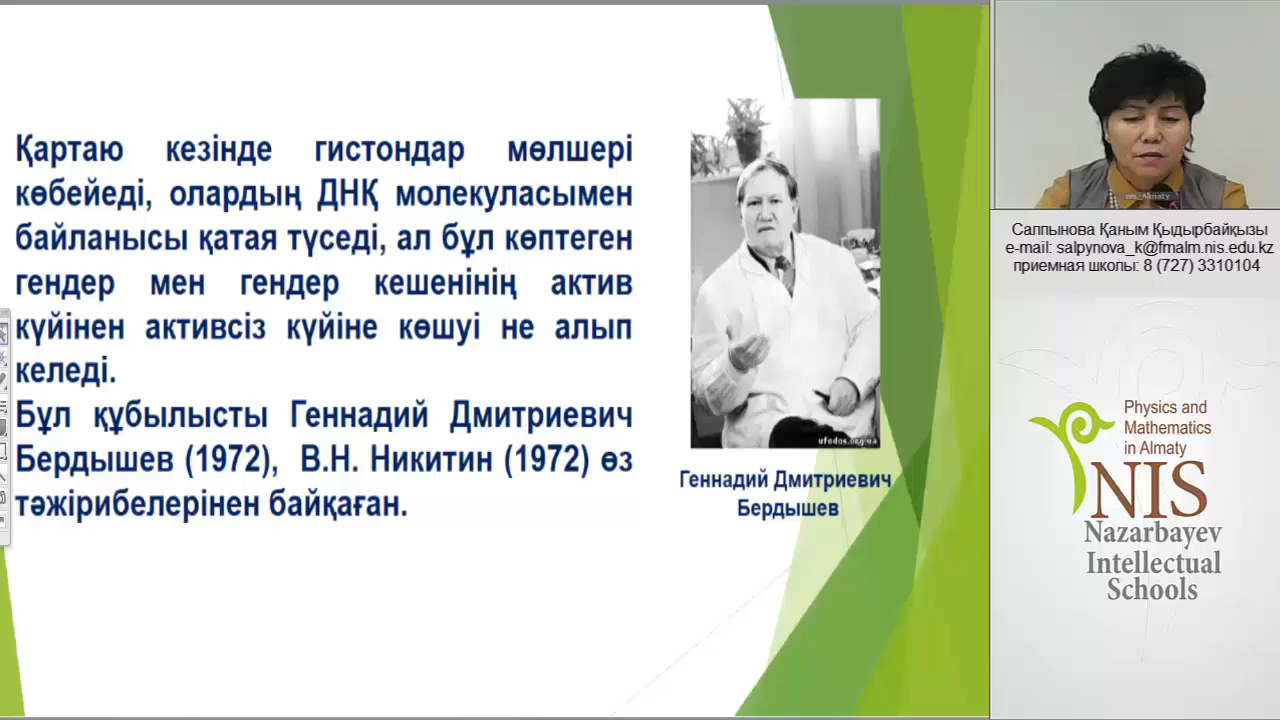 Қартаю кезінде гистондар мөлшері
көбейеді, олардың ДНҚ молекуласымен
байланысы қатая түседі, ал бұл көптеген
гендер мен гендер кешенінің актив
күйінен активсіз күйіне көшуі не алып
келеді.
Бұл құбылысты Геннадий Дмитриевич
Бердышев (1972), В.Н. Никитин (1972) өз
тәжірибелерінен байқаған.
ufodos.org.ua
Геннадий Дмитриевич
Бердышев
nis_Almaty
Салпынова Қаным Қыдырбайқызы
e-mail: salpynova_k@fmalm.nis.edu.kz
приемная школы: 8 (727) 3310104
Physics and
Mathematics
in Almaty
NIS
Nazarbayev
Intellectual
Schools